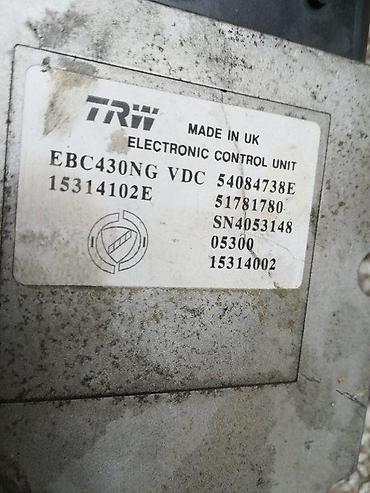 TRW MADE IN UK
ELECTRONIC CONTROL UNIT
EBC430NG VDC 54084738E
15314102E 51781780
SN4053148
05300
15314002